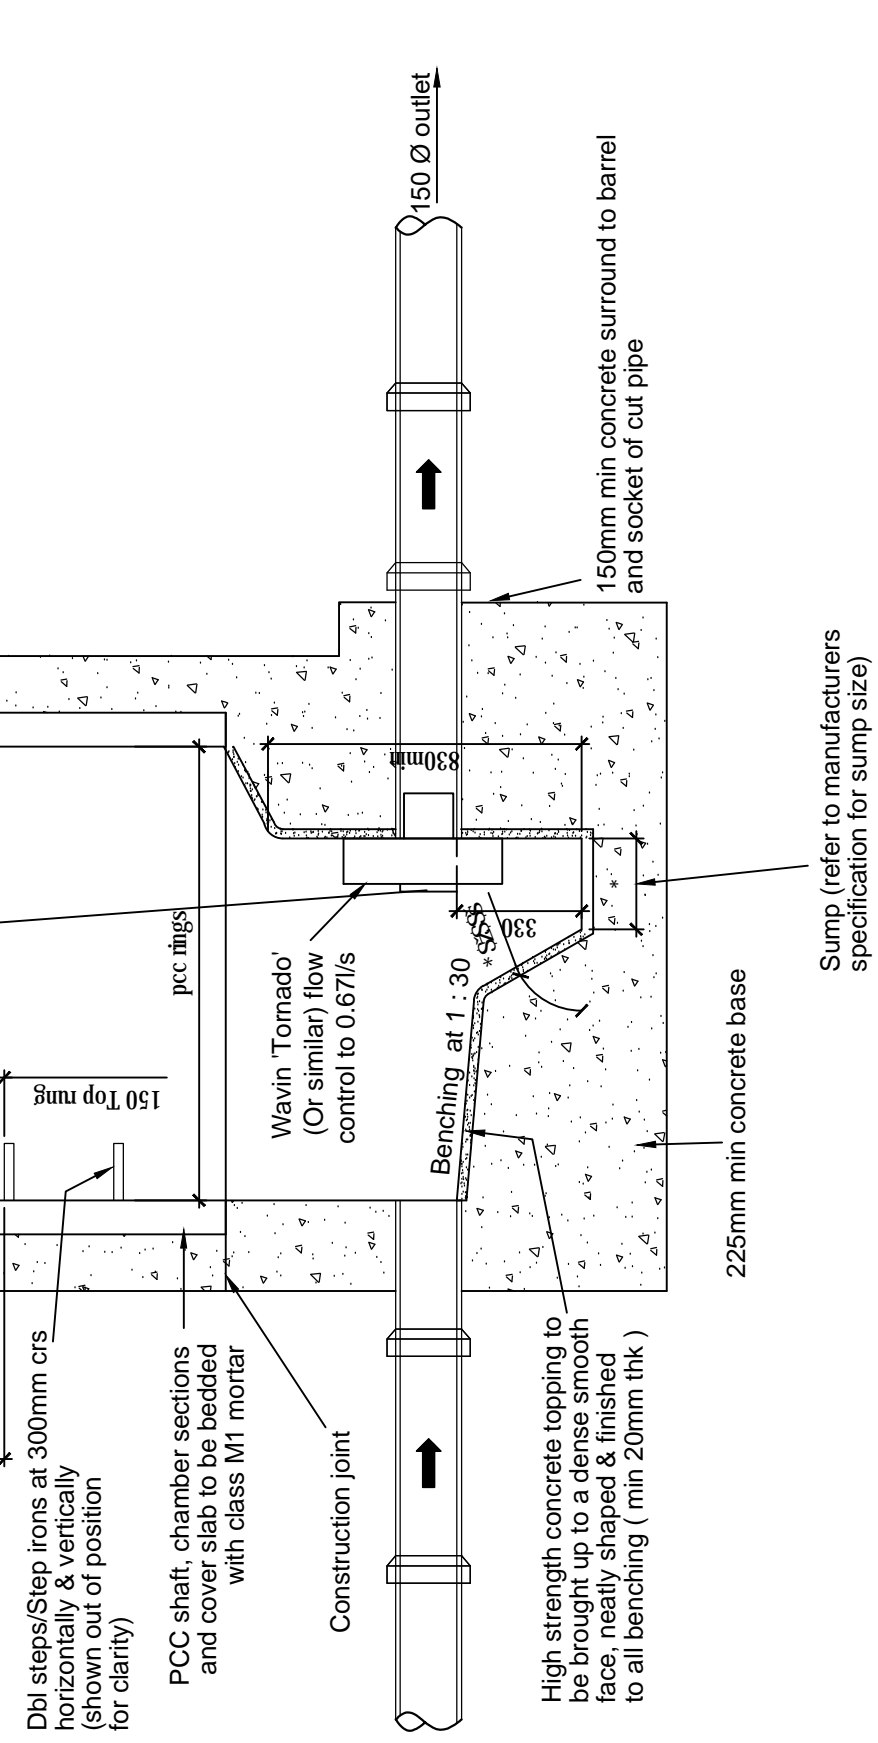 Dbl steps/Step irons at 300mm crs
horizontally & vertically
(shown out of position
for clarity)
PCC shaft, chamber sections
and cover slab to be bedded
with class M1 mortar
Construction joint
High strength concrete topping to
be brought up to a dense smooth
face, neatly shaped & finished
to all benching ( min 20mm thk )
150 Top rung
pcc rings
Wavin 'Tornado'
(Or similar) flow
control to 0.67l/s
Benching at 1 : 30
*
330
830min
*
225mm min concrete base
Sump (refer to manufacturers
specification for sump size)
150mm min concrete surround to barrel
and socket of cut pipe
150 Ø outlet